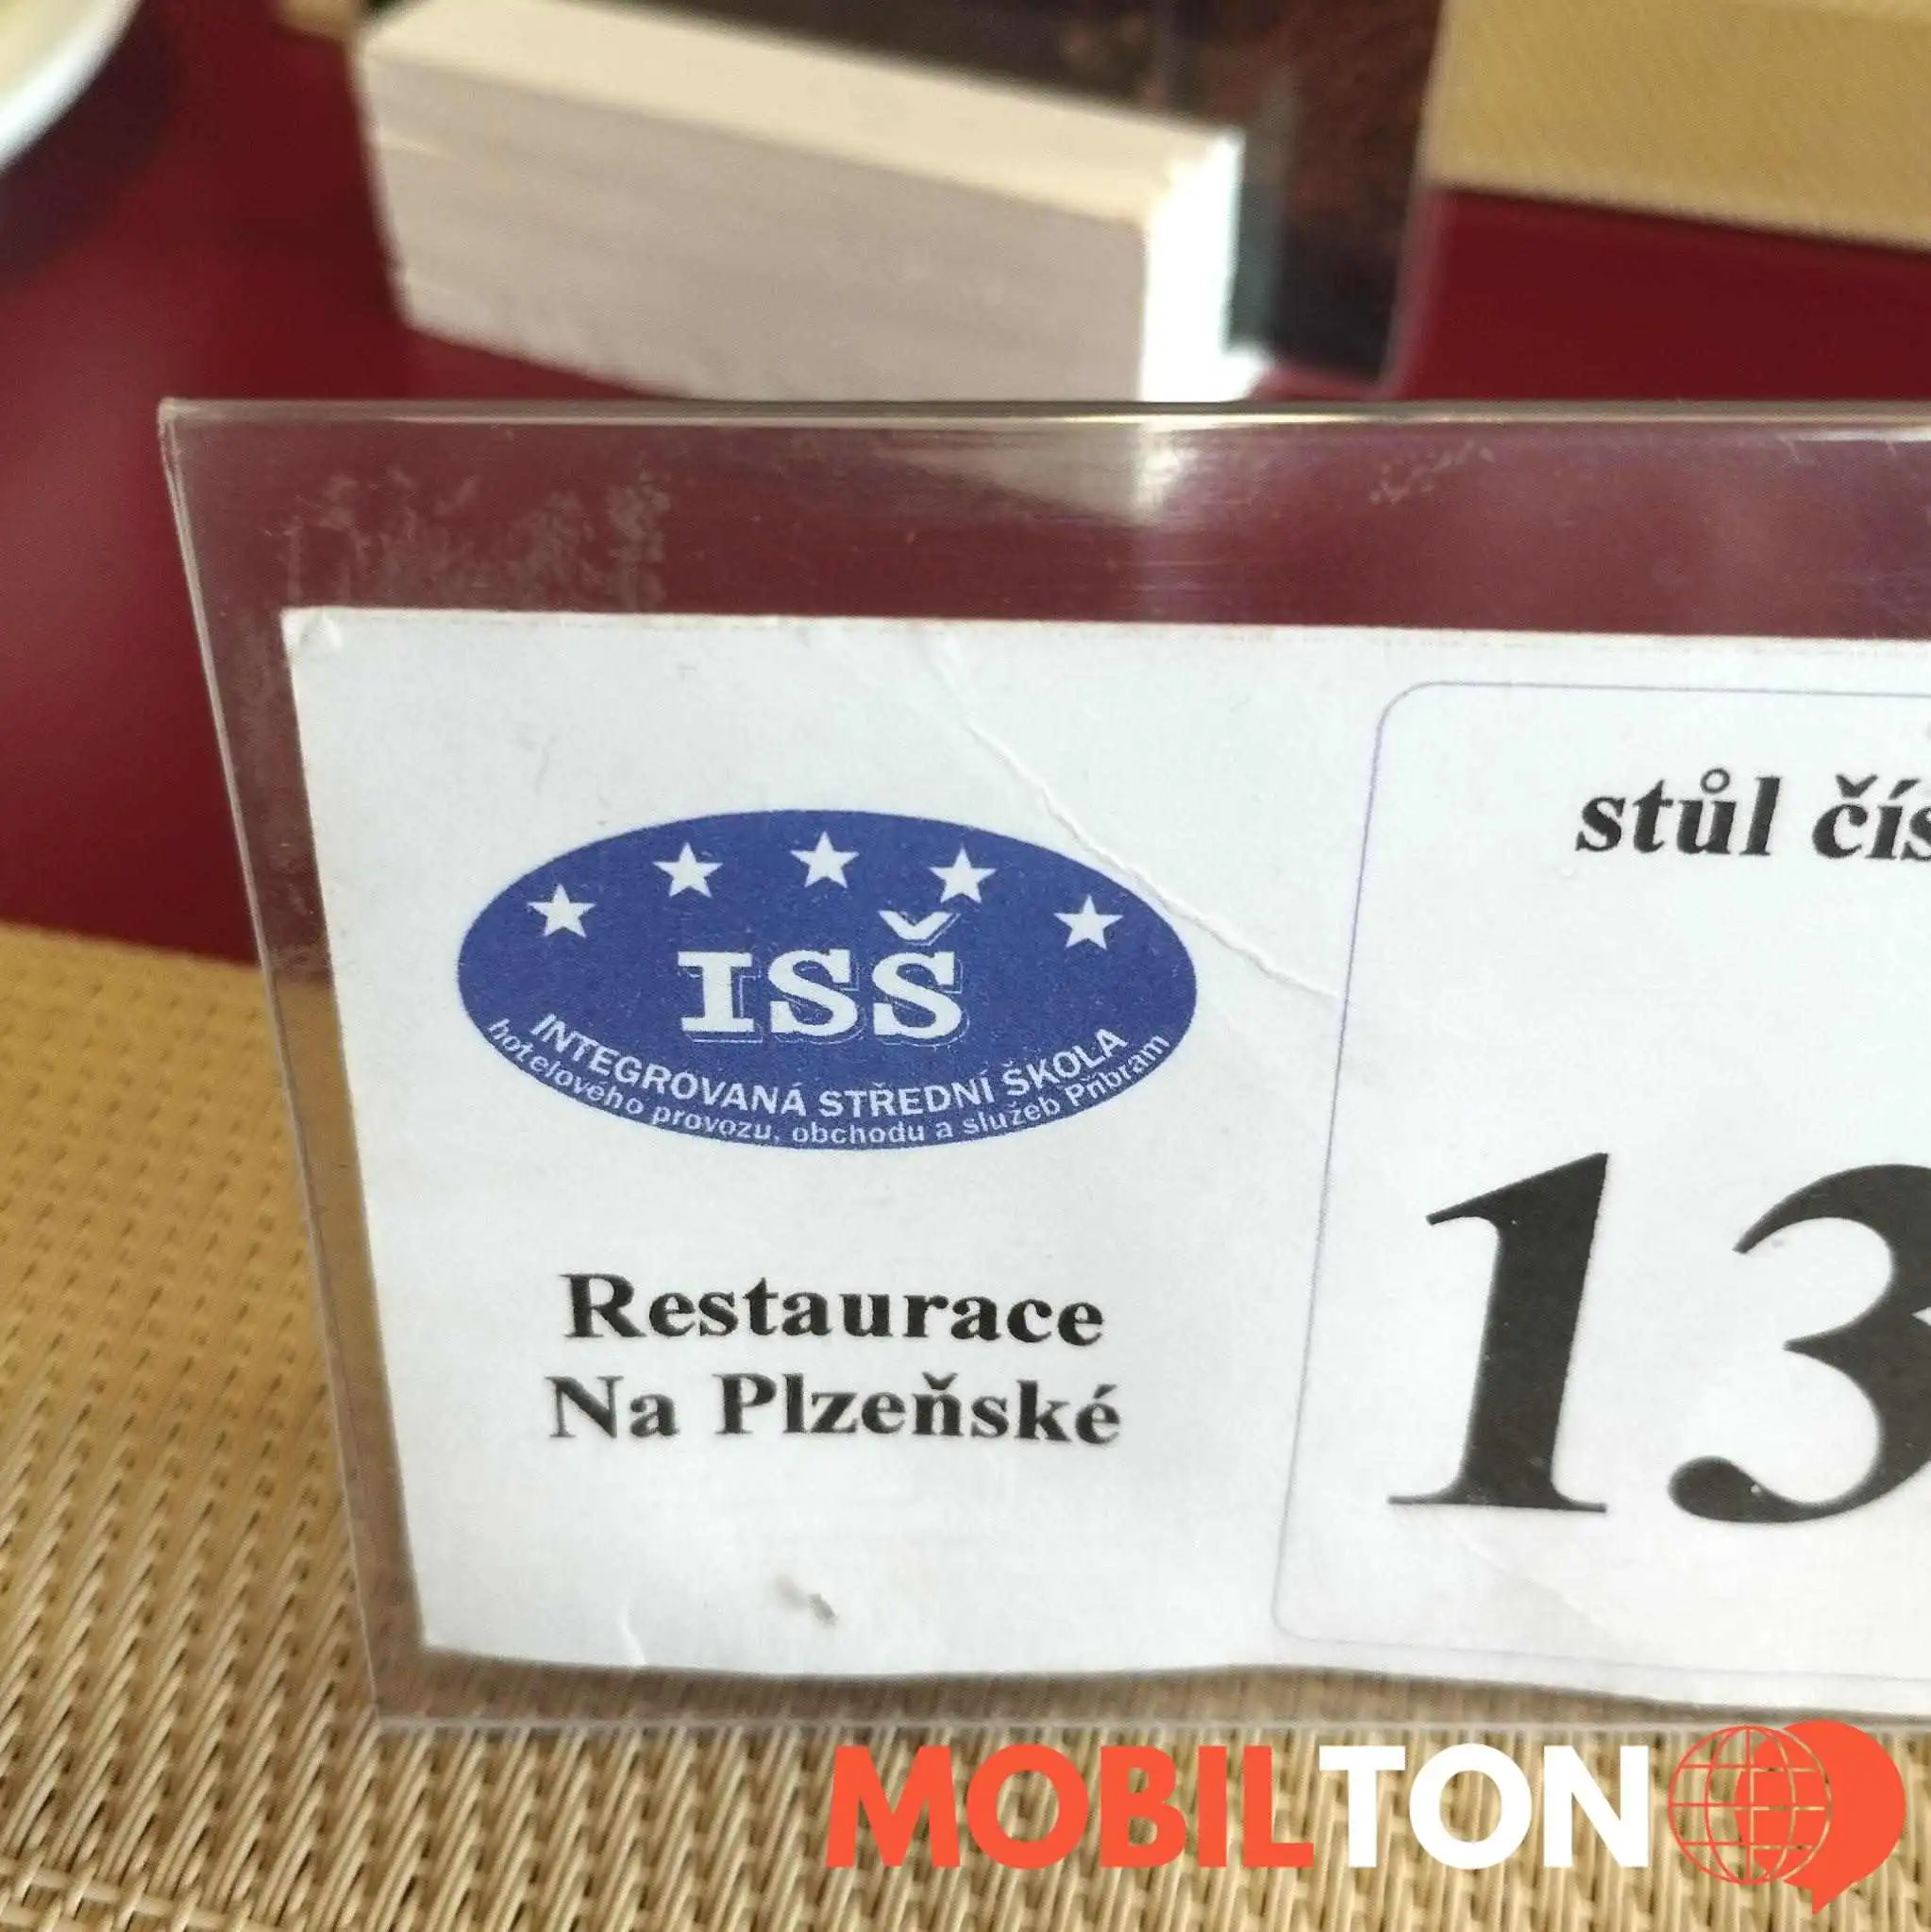 ISŠ
INTEGROVANÁ STŘEDNÍ ŠKOLA
hotelového provozu, obchodu a služeb Příbram
Restaurace
Na Plzeňské
stůl čís
13
MOBILTON